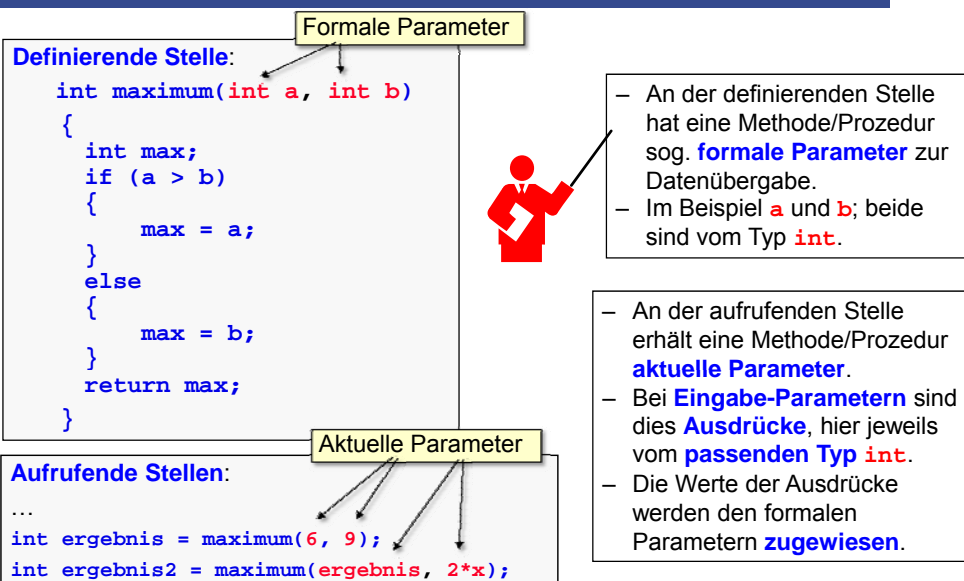 Formale Parameter
Definierende Stelle:
int maximum(int a, int b)
{
int max;
if (a > b)
{
max = a;
}
else
{
max = b;
}
return max;
}
Aktuelle Parameter
Aufrufende Stellen:
…
int ergebnis = maximum(6, 9);
int ergebnis2 = maximum(ergebnis, 2*x);
– An der definierenden Stelle
hat eine Methode/Prozedur
sog. formale Parameter zur
Datenübergabe.
– Im Beispiel a und b; beide
sind vom Typ int.
– An der aufrufenden Stelle
erhält eine Methode/Prozedur
aktuelle Parameter.
– Bei Eingabe-Parametern sind
dies Ausdrücke, hier jeweils
vom passenden Typ int.
– Die Werte der Ausdrücke
werden den formalen
Parametern zugewiesen.